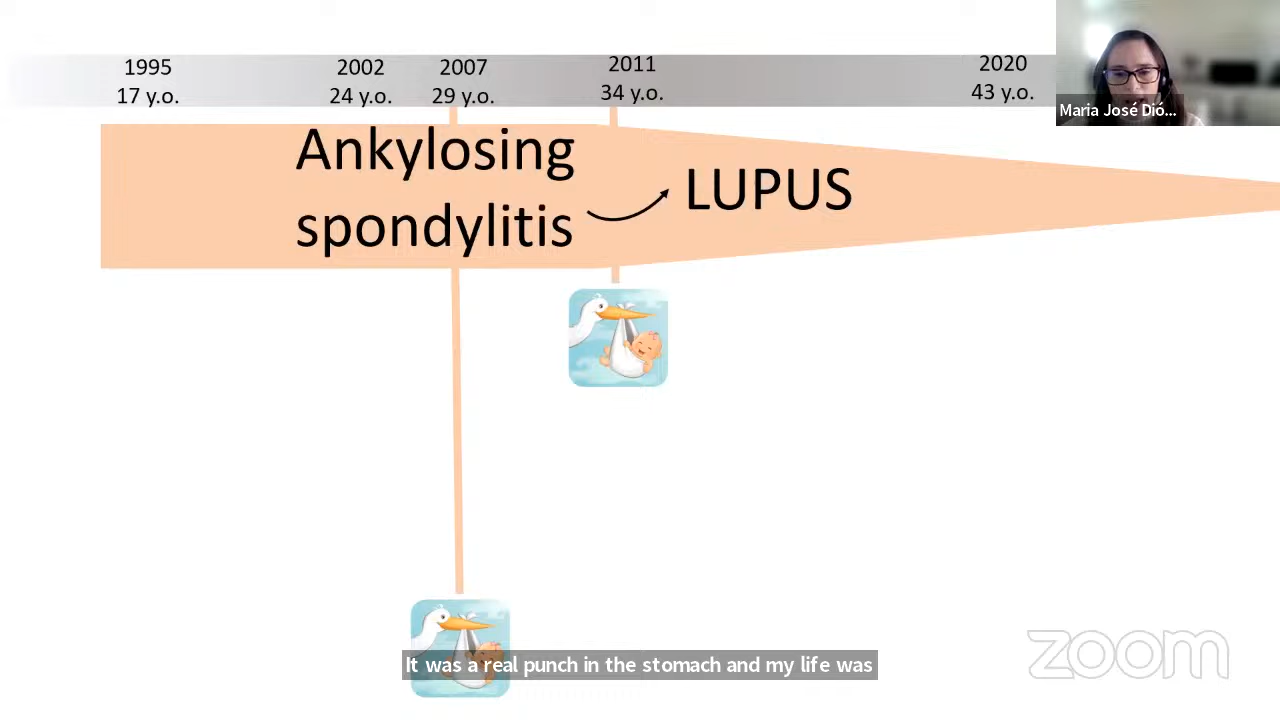 1995
17 y.o.
2002
24 y.o.
2007
29 y.o.
2011
34 y.o.
2020
43 y.o.
Maria José Dió...
Ankylosing
spondylitis
LUPUS
It was a real punch in the stomach and my life was
zoom